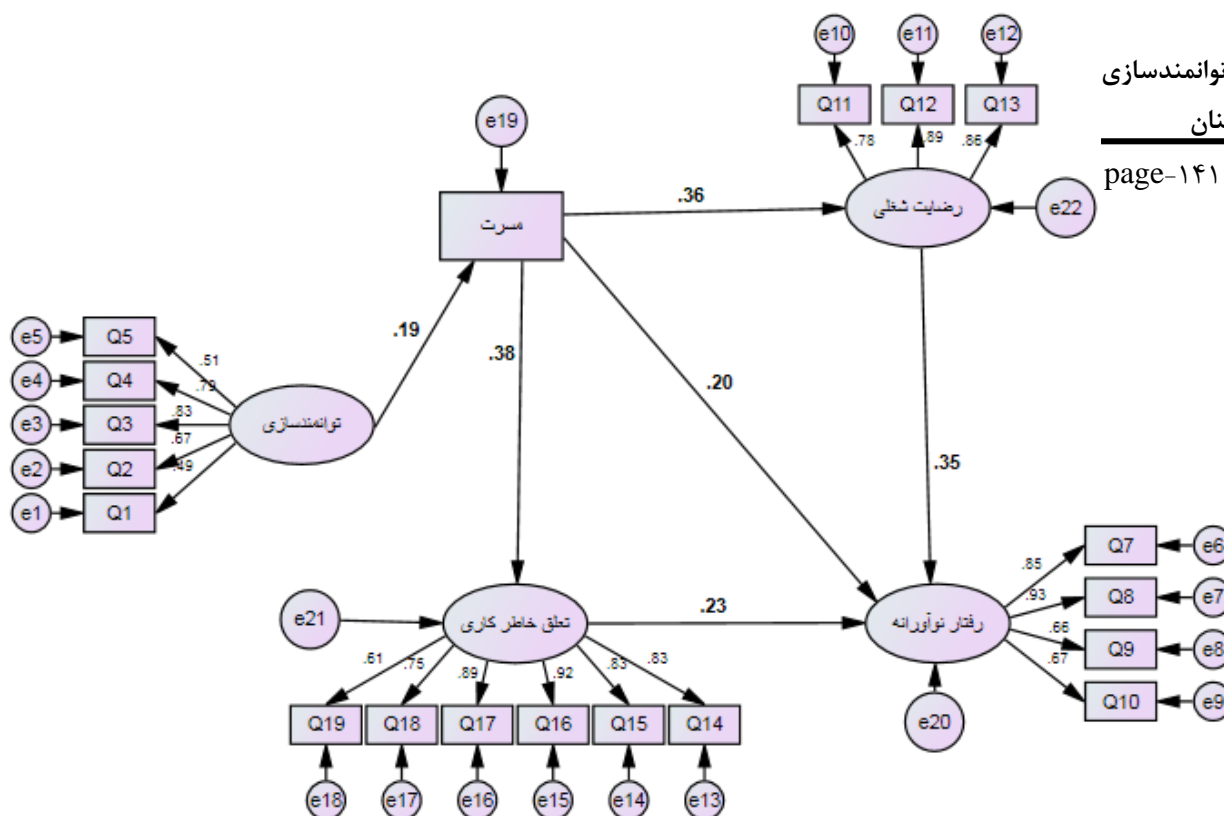 e10 e11 e12
توانمندسازی
Q11 Q12 Q13
نان
.78 .89 .86
page-۱۴۱
e19
.36
رضایت شغلی
e22
مسرت
.19
.38
.20
.35
e5 Q5 .51
e4 Q4 .79
e3 Q3 .83
e2 Q2 .67
e1 Q1 .49
توانمندسازی
e21
تعلق خاطر کاری
.23
رفتار نوآورانه
.85 Q7 e6
.93 Q8 e7
.66 Q9 e8
.67 Q10 e9
e20
.61 .75 .89 .92 .83 .83
Q19 Q18 Q17 Q16 Q15 Q14
e18 e17 e16 e15 e14 e13